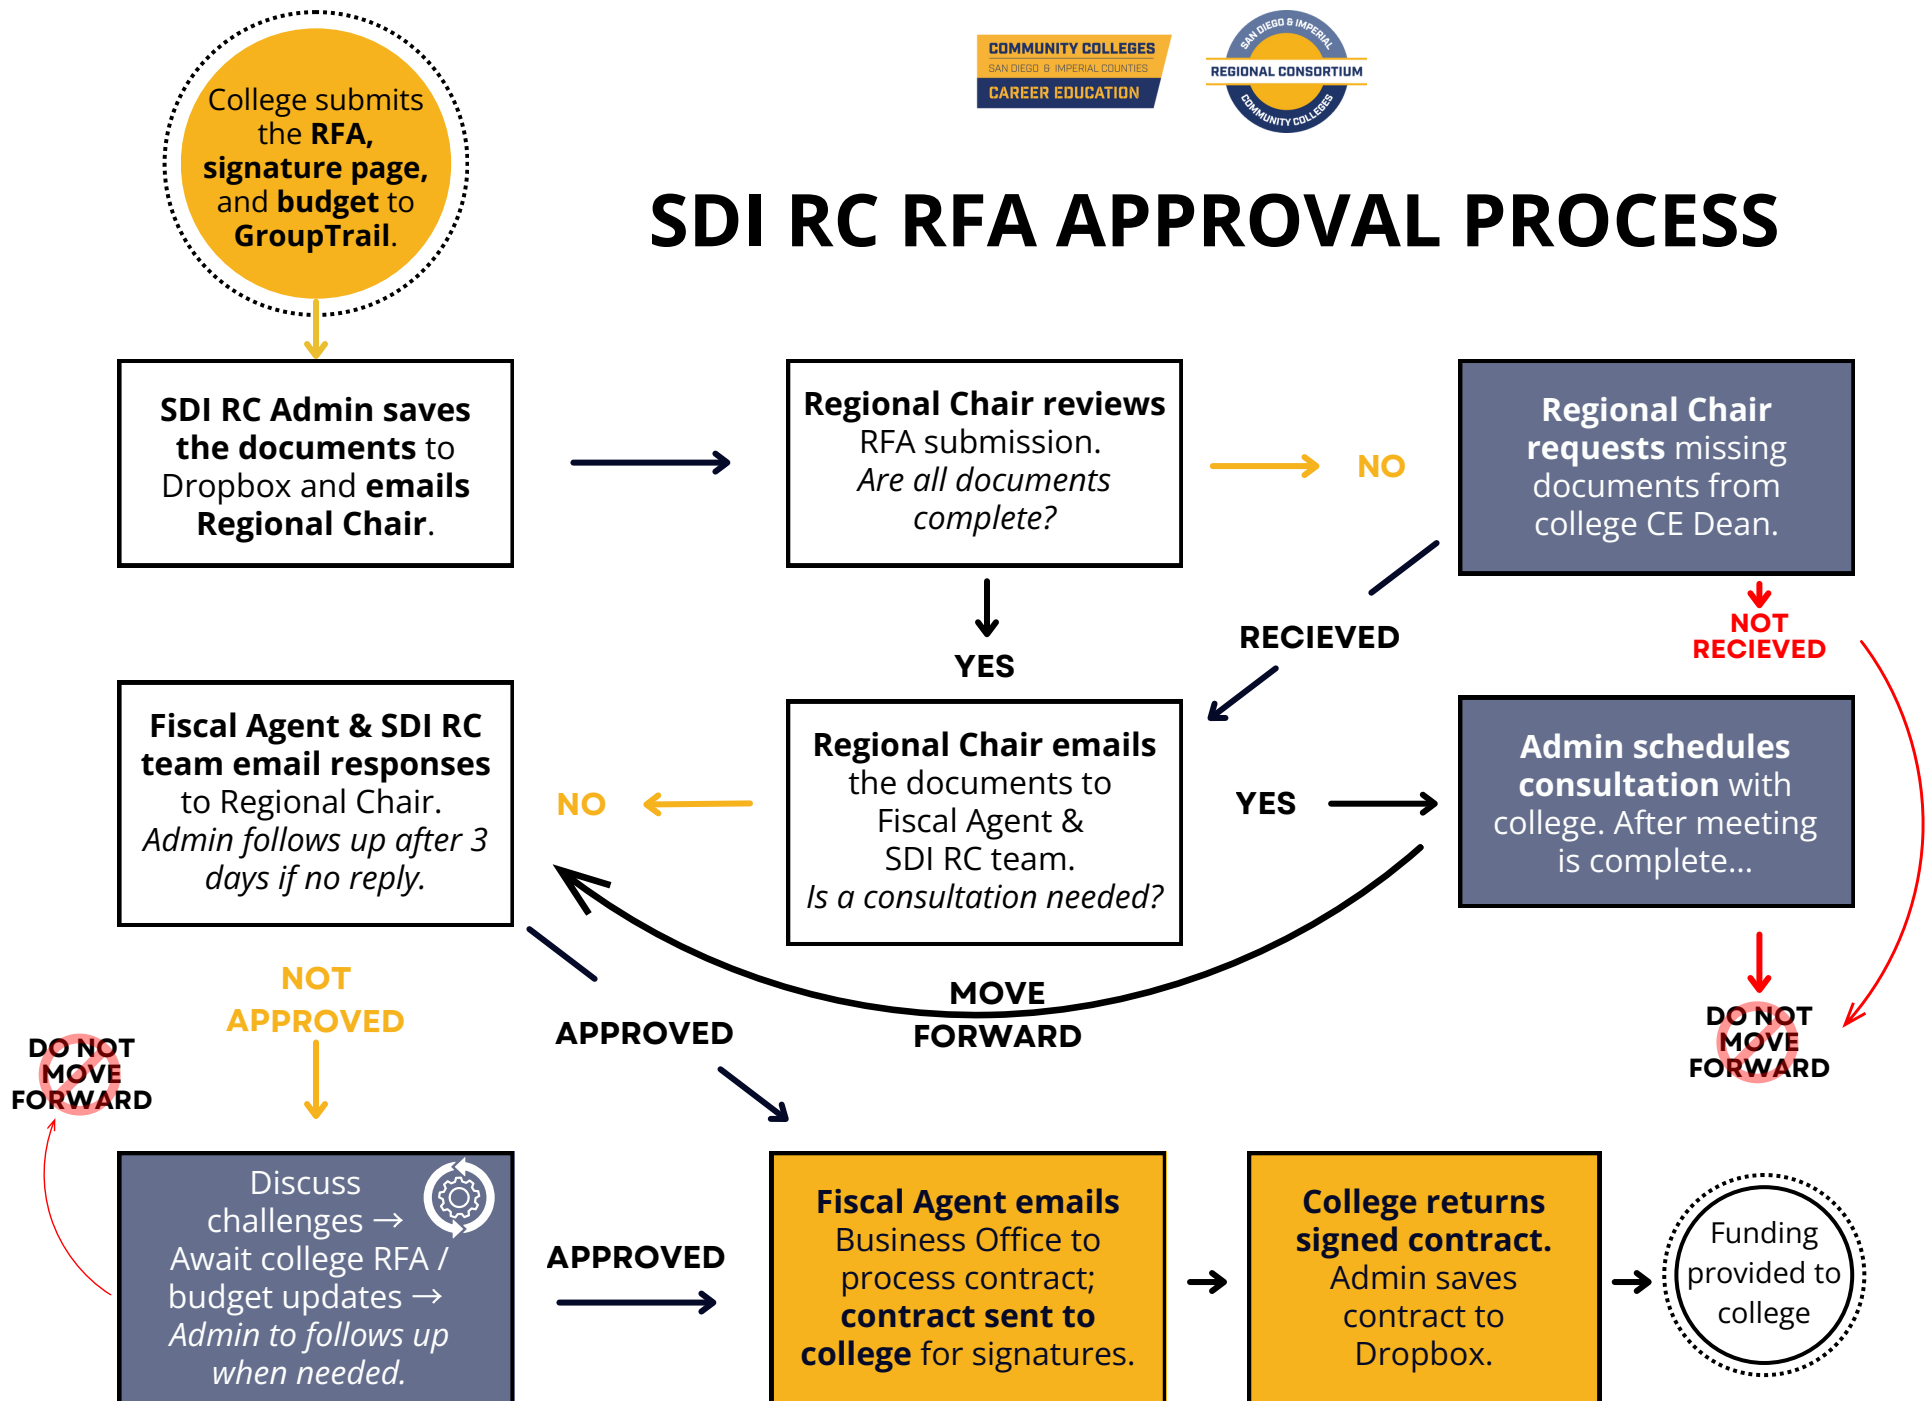 COMMUNITY COLLEGES
SAN DIEGO & IMPERIAL COUNTIES
CAREER EDUCATION
SAN DIEGO & IMPERIAL
REGIONAL CONSORTIUM
COMMUNITY COLLEGES
College submits
the RFA,
signature page,
and budget to
GroupTrail.
SDI RC RFA APPROVAL PROCESS
SDI RC Admin saves
the documents to
Dropbox and emails
Regional Chair.
Regional Chair reviews
RFA submission.
Are all documents
complete?
NO
Regional Chair
requests missing
documents from
college CE Dean.
YES
RECIEVED
NOT
RECIEVED
Fiscal Agent & SDI RC
team email responses
to Regional Chair.
Admin follows up after 3
days if no reply.
NO
Regional Chair emails
the documents to
Fiscal Agent &
SDI RC team.
Is a consultation needed?
YES
Admin schedules
consultation with
college. After meeting
is complete...
NOT
APPROVED
APPROVED
MOVE
FORWARD
DO NOT
MOVE
FORWARD
DO NOT
MOVE
FORWARD
Discuss
challenges →
Await college RFA /
budget updates →
Admin to follows up
when needed.
APPROVED
Fiscal Agent emails
Business Office to
process contract;
contract sent to
college for signatures.
College returns
signed contract.
Admin saves
contract to
Dropbox.
Funding
provided to
college